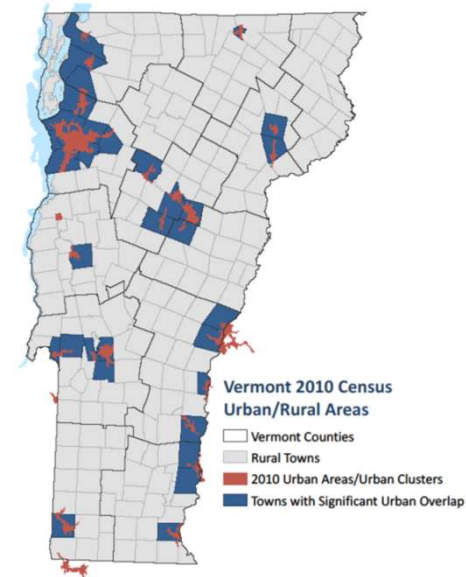 Vermont 2010 Census
Urban/Rural Areas
Vermont Counties
Rural Towns
2010 Urban Areas/Urban Clusters
Towns with Significant Urban Overlap